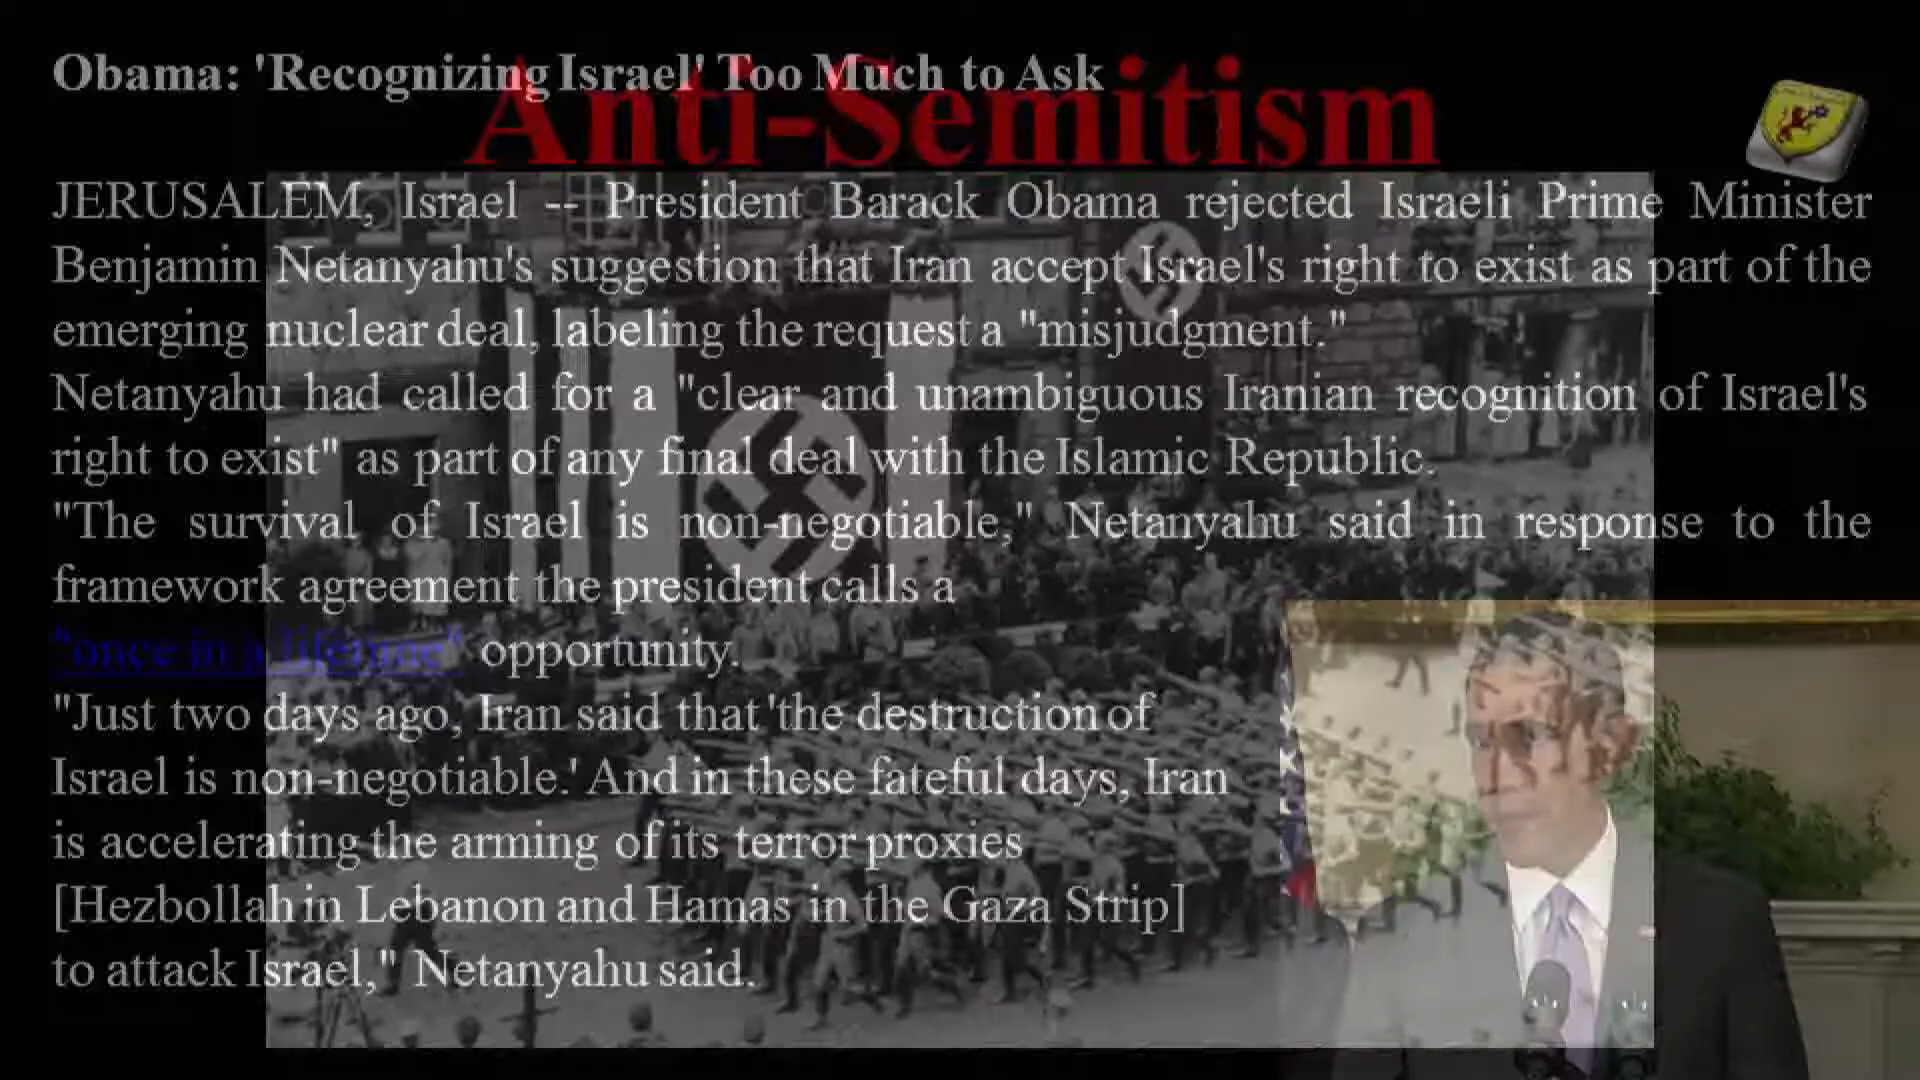 Obama: 'Recognizing Israel' Too Much to Ask
Anti-Semitism
JERUSALEM, Israel -- President Barack Obama rejected Israeli Prime Minister
Benjamin Netanyahu's suggestion that Iran accept Israel's right to exist as part of the
emerging nuclear deal, labeling the request a "misjudgment."
Netanyahu had called for a "clear and unambiguous Iranian recognition of Israel's
right to exist" as part of any final deal with the Islamic Republic.
"The survival of Israel is non-negotiable," Netanyahu said in response to the
framework agreement the president calls a
"once in a lifetime" opportunity.
"Just two days ago, Iran said that 'the destruction of
Israel is non-negotiable.' And in these fateful days, Iran
is accelerating the arming of its terror proxies
[Hezbollah in Lebanon and Hamas in the Gaza Strip]
to attack Israel," Netanyahu said.